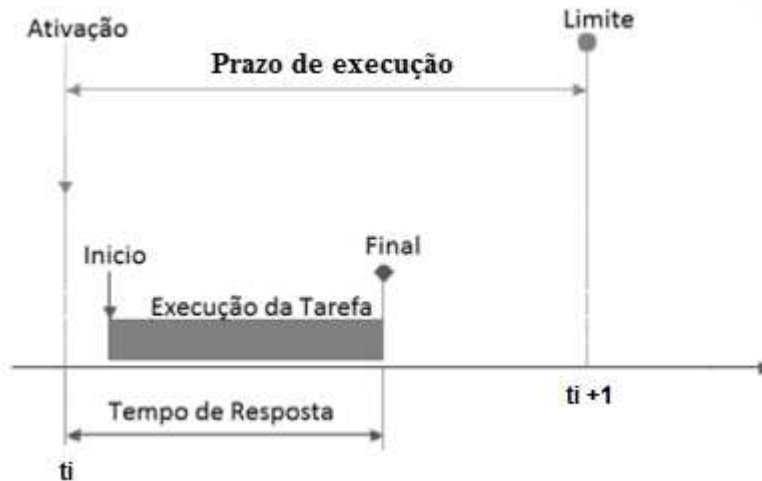 Ativação
Limite
Prazo de execução
Inicio
Final
Execução da Tarefa
Tempo de Resposta
ti +1
ti